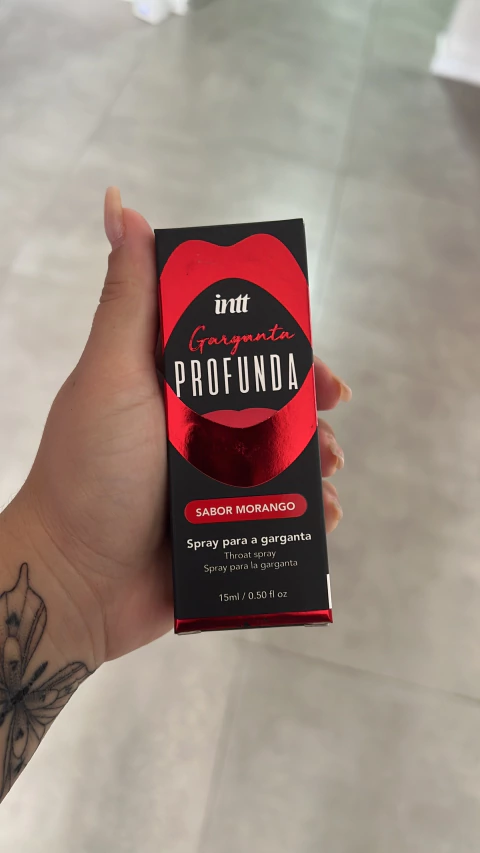 intt
Garganta
PROFUNDA
SABOR MORANGO
Spray para a garganta
Throat spray
Spray para la garganta
15ml / 0.50 fl oz